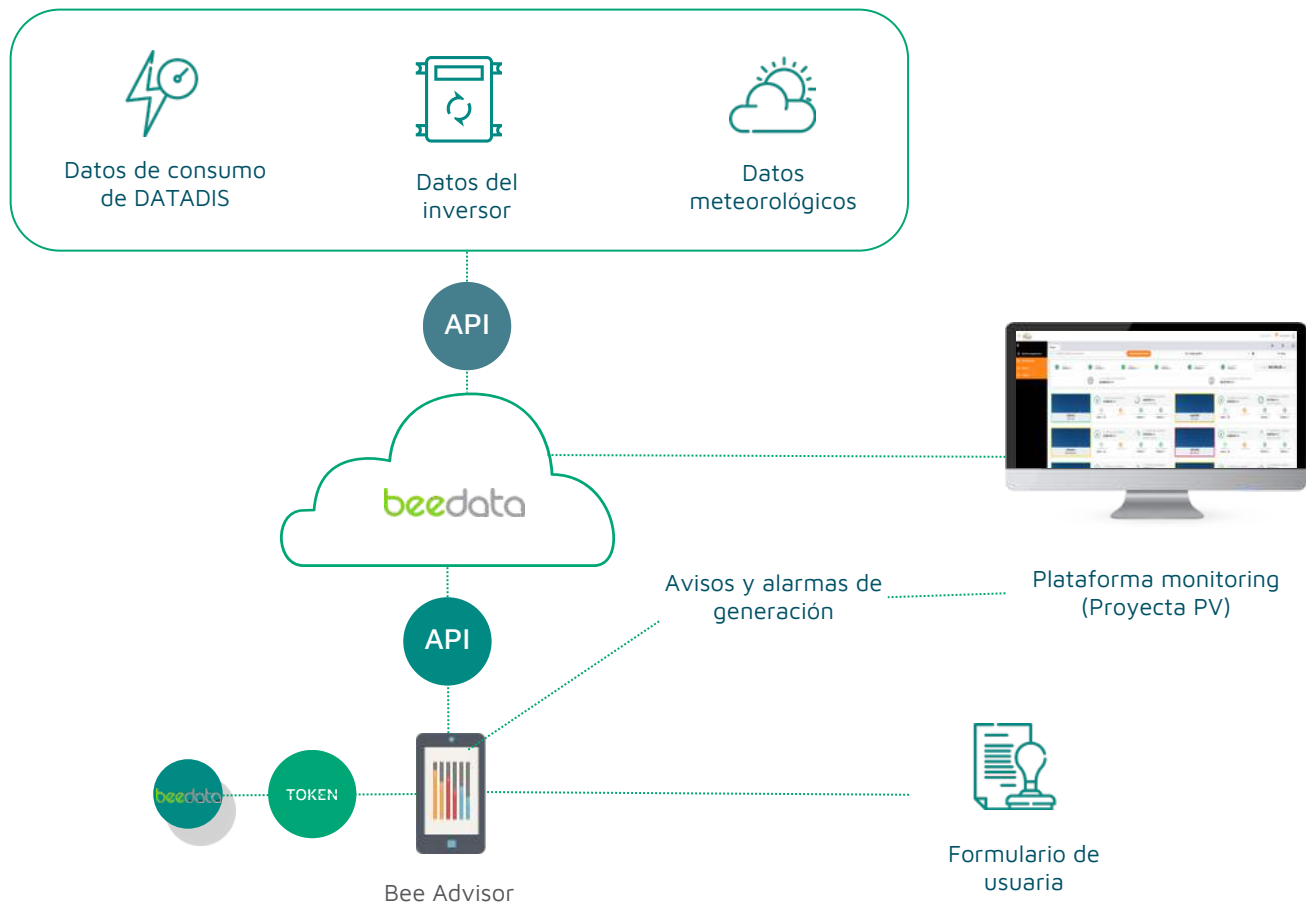 Datos de consumo
de DATADIS
Datos del
inversor
Datos
meteorológicos
API
beedata
Avisos y alarmas de
generación
Plataforma monitoring
(Proyecta PV)
API
beedata
TOKEN
Bee Advisor
Formulario de
usuaria